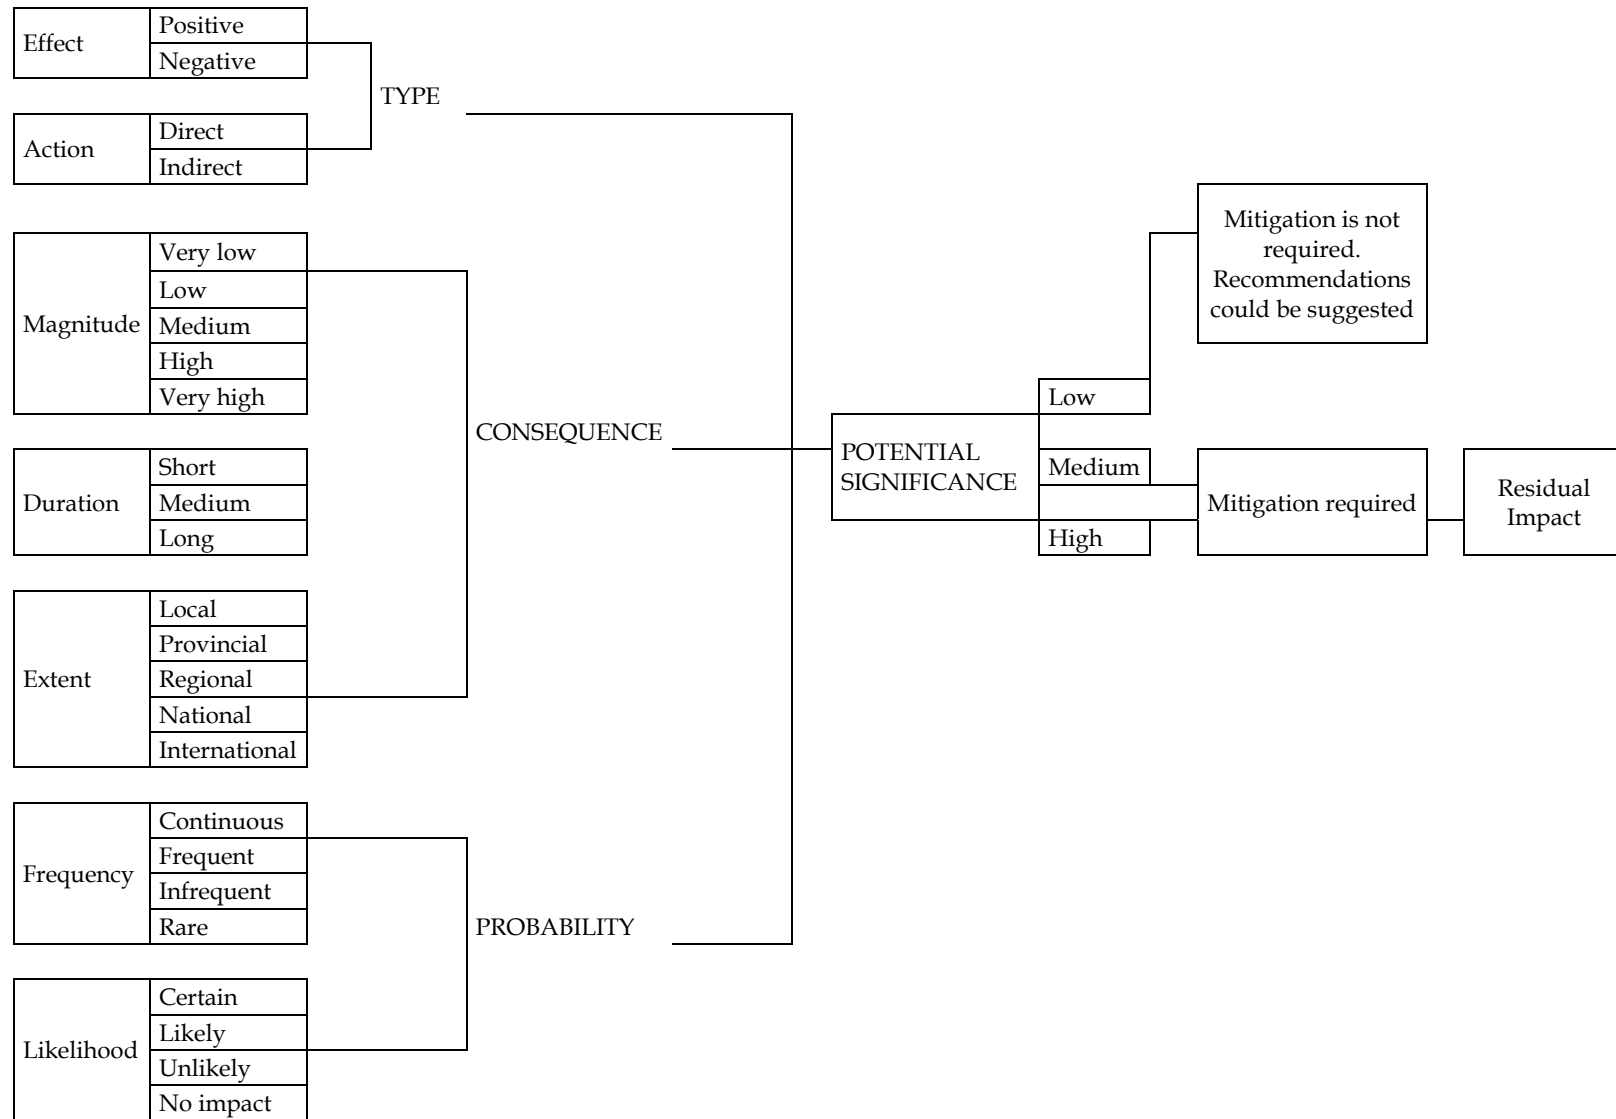 Effect
Positive
Negative
TYPE
Action
Direct
Indirect
Magnitude
Very low
Low
Medium
High
Very high
CONSEQUENCE
Duration
Short
Medium
Long
Extent
Local
Provincial
Regional
National
International
Frequency
Continuous
Frequent
Infrequent
Rare
PROBABILITY
Likelihood
Certain
Likely
Unlikely
No impact
POTENTIAL
SIGNIFICANCE
Low
Medium
High
Mitigation is not
required.
Recommendations
could be suggested
Mitigation required
Residual
Impact